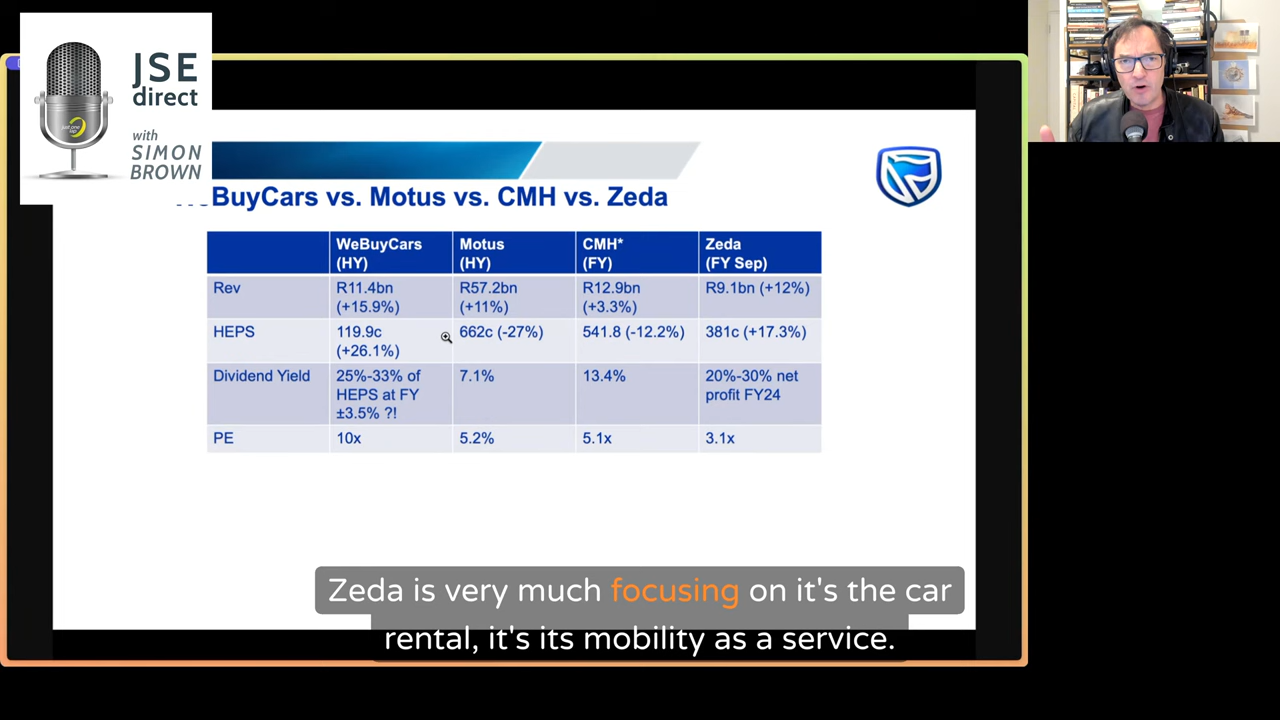 JSE
direct
with
SIMON
BROWN
BuyCars vs. Motus vs. CMH vs. Zeda
WeBuyCars
(HY)
Motus
(HY)
CMH*
(FY)
Zeda
(FY Sep)
Rev
R11.4bn
(+15.9%)
R57.2bn
(+11%)
R12.9bn
(+3.3%)
R9.1bn (+12%)
HEPS
119.9c
(+26.1%)
662c (-27%)
541.8 (-12.2%)
381c (+17.3%)
Dividend Yield
25%-33% of
HEPS at FY
±3.5% ?!
7.1%
13.4%
20%-30% net
profit FY24
PE
10x
5.2%
5.1x
3.1x
Zeda is very much focusing on it's the car
rental, it's its mobility as a service.